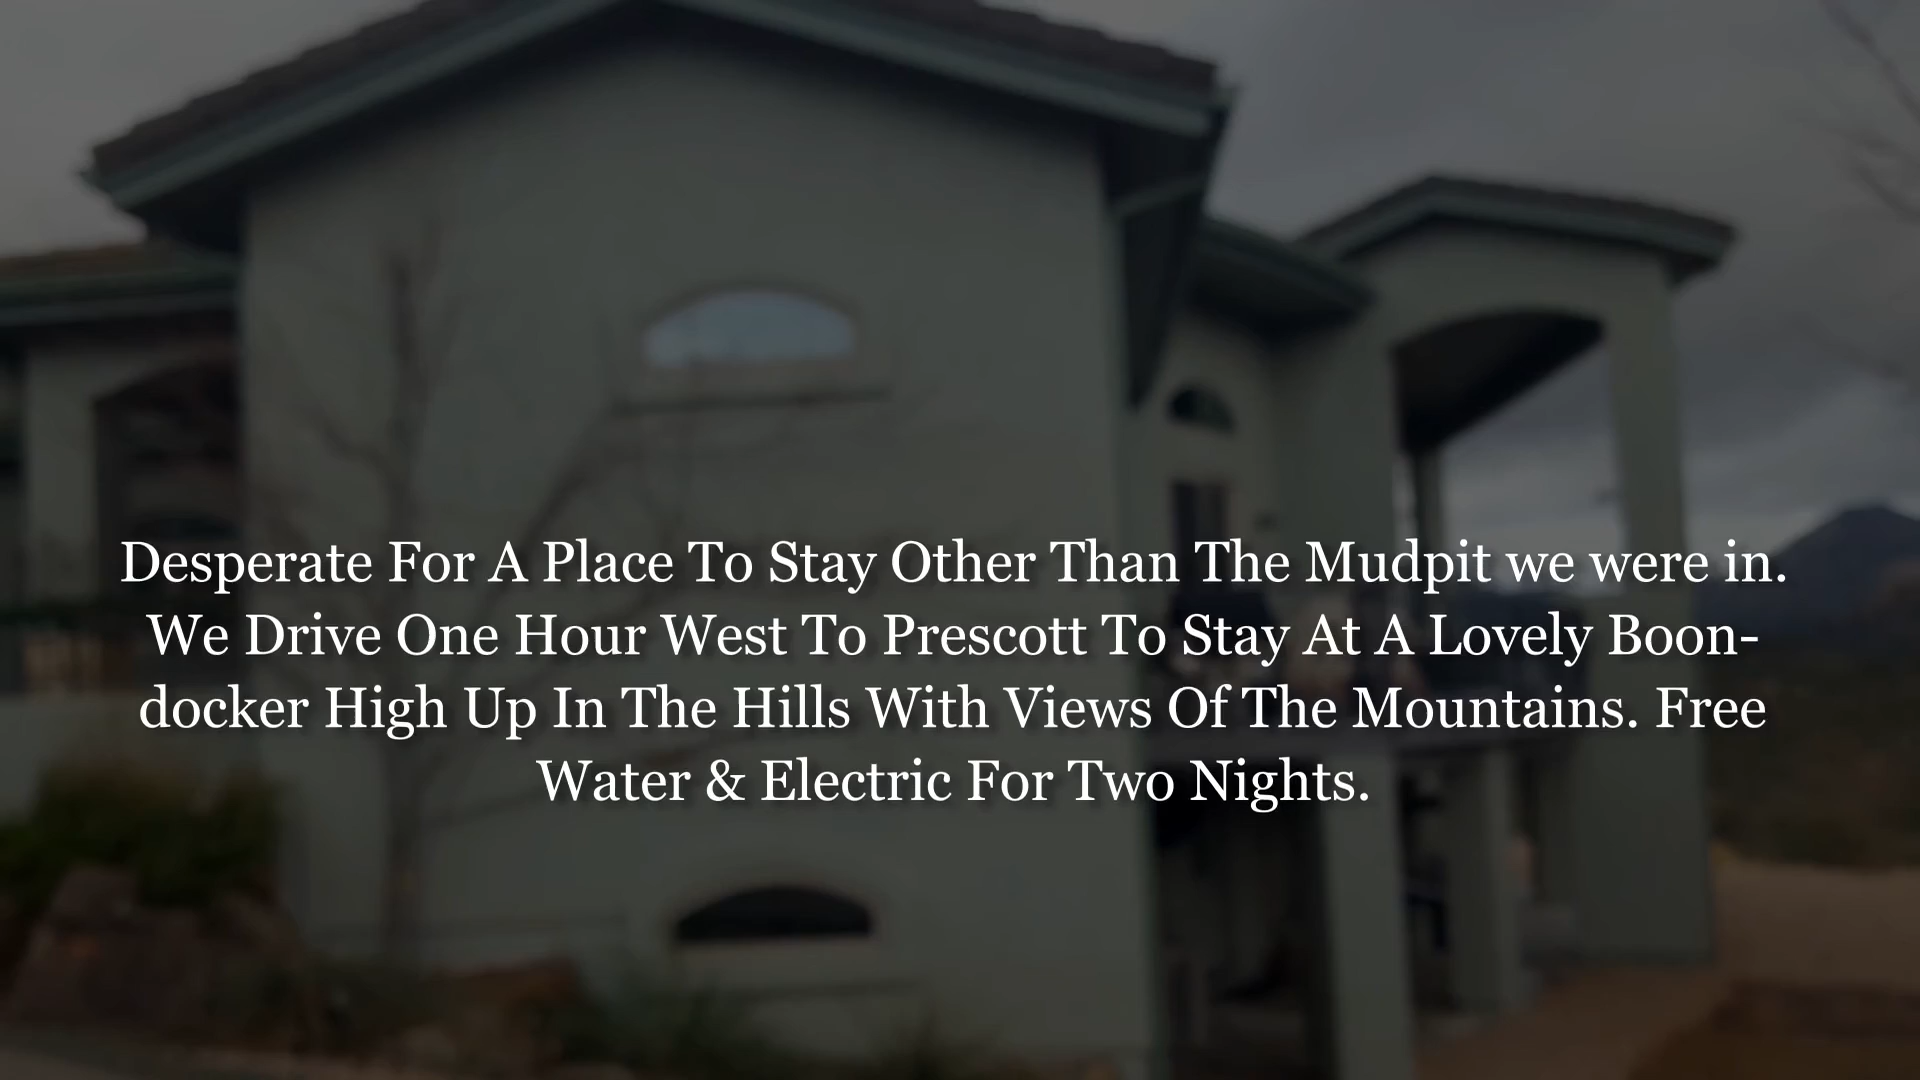 Desperate For A Place To Stay Other Than The Mudpit we were in.
We Drive One Hour West To Prescott To Stay At A Lovely Boon-
docker High Up In The Hills With Views Of The Mountains. Free
Water & Electric For Two Nights.